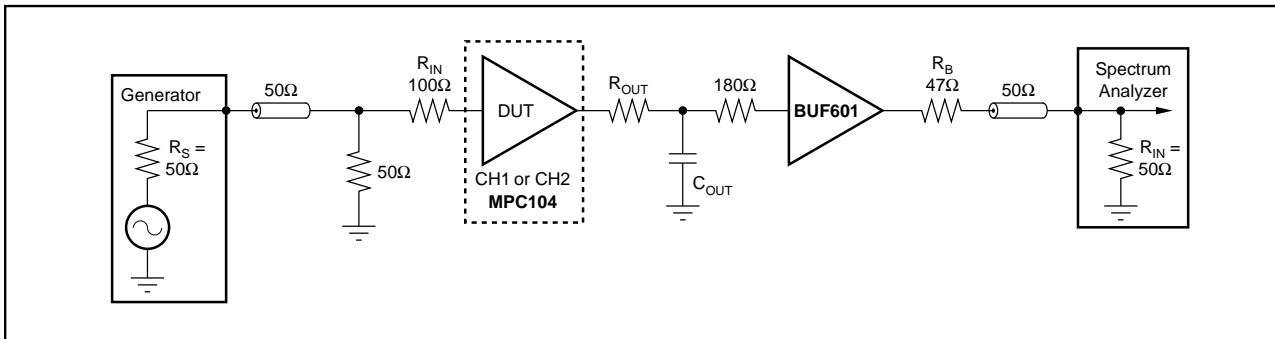 Generator
R_S =
50Ω
50Ω
50Ω
R_IN
100Ω
DUT
CH1 or CH2
MPC104
R_OUT
C_OUT
180Ω
BUF601
R_B
47Ω
50Ω
Spectrum
Analyzer
R_IN =
50Ω